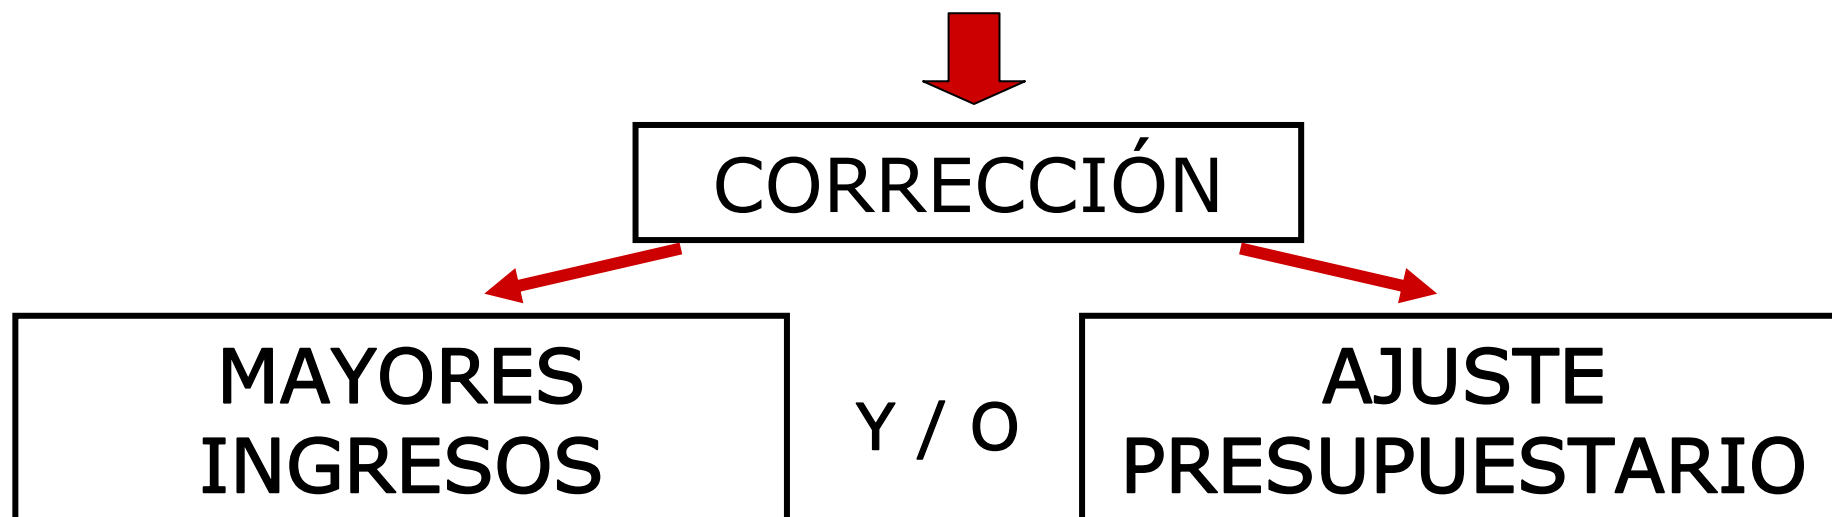 CORRECCIÓN
MAYORES
INGRESOS
Y / O
AJUSTE
PRESUPUESTARIO